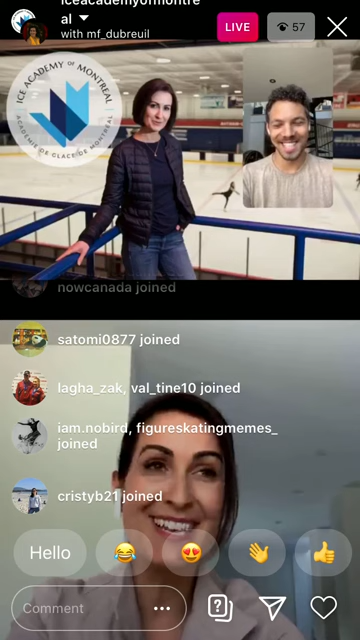 iceacademyofmontre
al
with mf_dubreuil
LIVE
57
ICE ACADEMY OF MONTREAL
ACADÉMIE DE GLACE DE MONTRÉAL
nowcanada joined
satomi0877 joined
lagha_zak, val_tine10 joined
iam.nobird, figureskatingmemes_
joined
cristyb21 joined
Hello
Comment